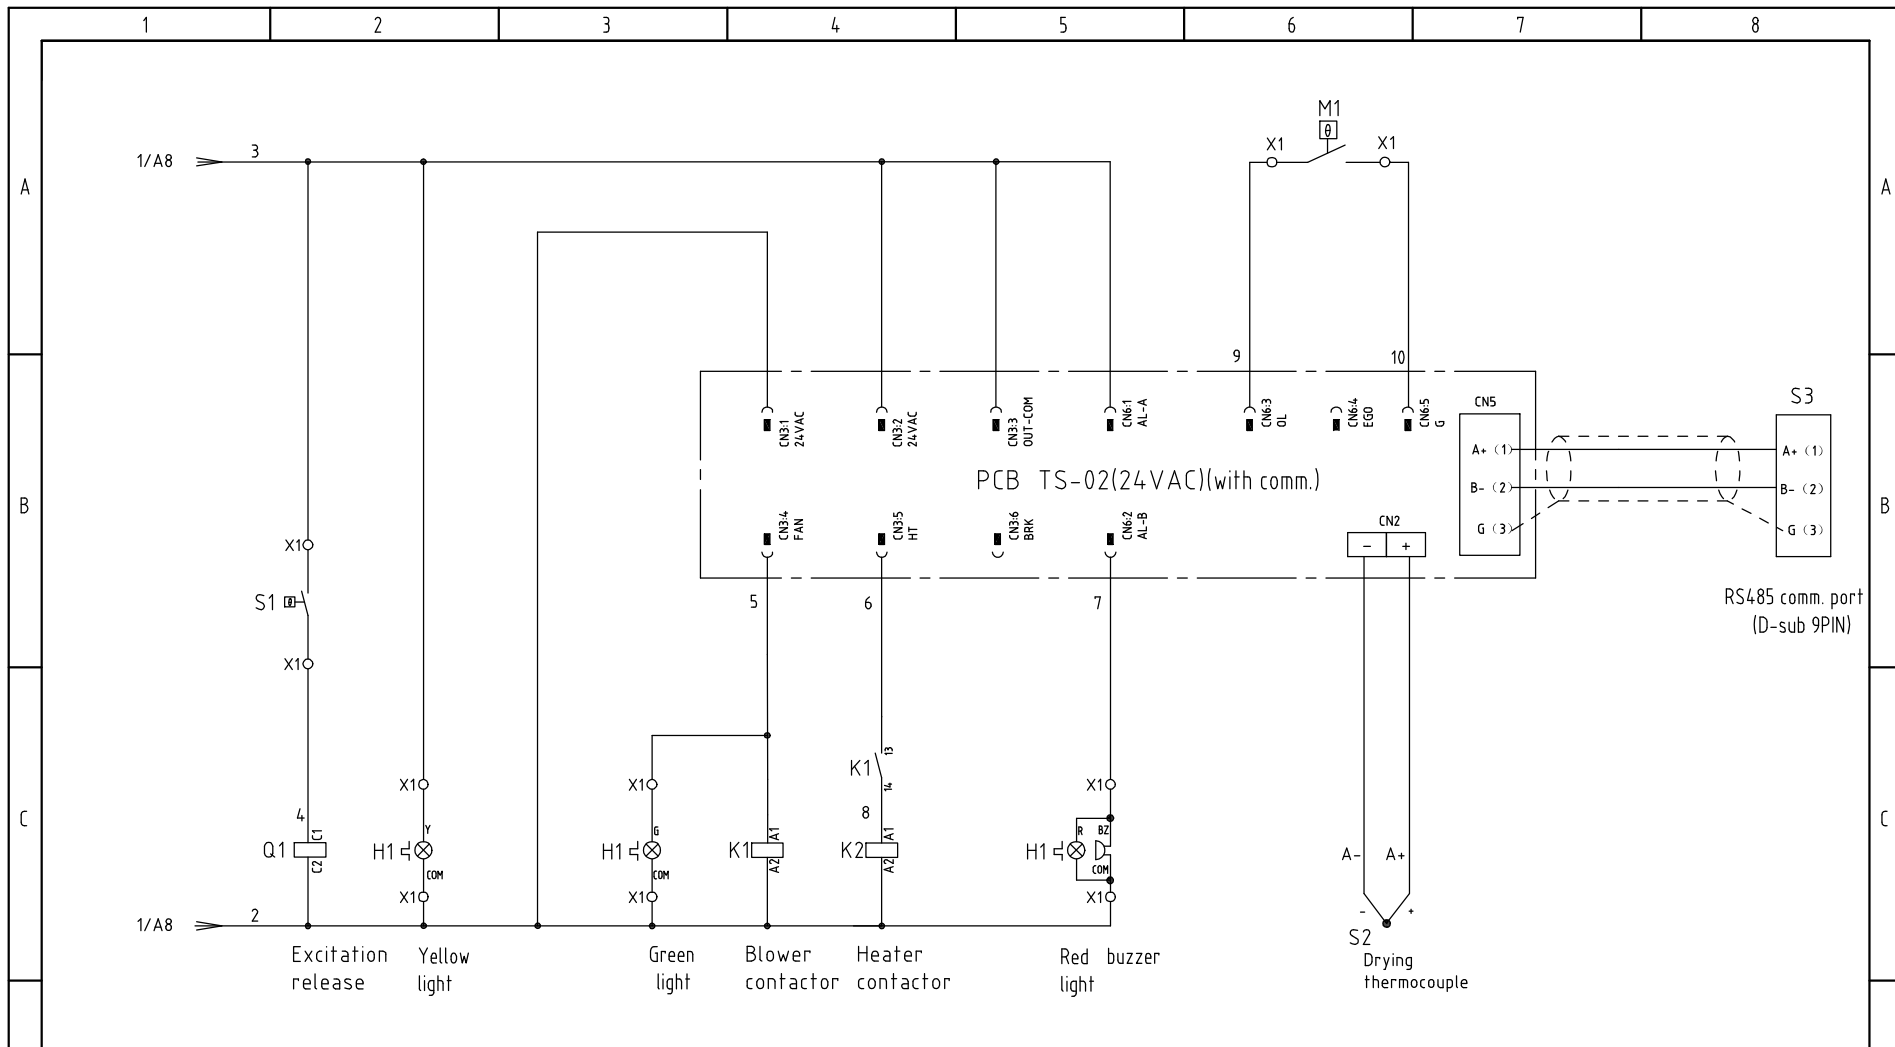 1 2 3 4 5 6 7 8
M1
θ
X1 X1
1/A8 3
A A
9 10
CN3:1
24VAC
CN3:2
24VAC
CN3:3
OUT-COM
CN6:1
AL-A
CN6:3
OL
CN6:4
EGO
CN6:5
G
CN5
S3
A+ (1) A+ (1)
PCB TS-02(24VAC)(with comm.)
B- (2) B- (2)
B B
G (3) G (3)
CN3:4
FAN
CN3:5
HT
CN3:6
BRK
CN6:2
AL-B
CN2
- +
X1
S1 θ
5 6 7
RS485 comm. port
(D-sub 9PIN)
X1
13
K1
14
X1 X1 X1
4 8
C C
C1 Y G A1 A1 R BZ
Q1 H1 H1 K1 K2 H1
C2 COM COM A2 A2 COM
A- A+
X1 X1 X1
- +
1/A8 2
S2
Excitation
release
Yellow
light
Green
light
Blower
contactor
Heater
contactor
Red buzzer
light
Drying
thermocouple